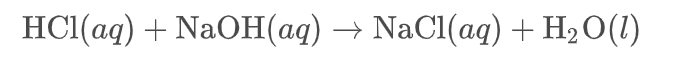 HCl(aq) + NaOH(aq) → NaCl(aq) + H₂O(l)